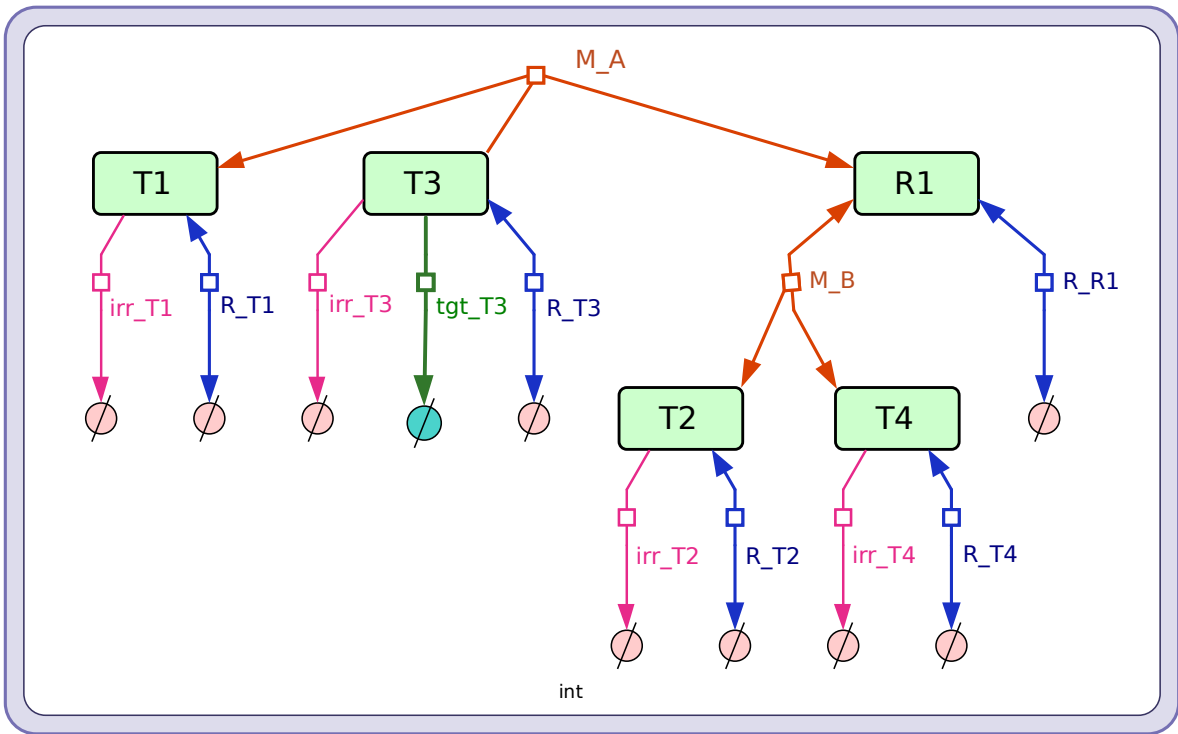 M_A
T1
T3
R1
irr_T1
R_T1
irr_T3
tgt_T3
R_T3
M_B
R_R1
T2
T4
irr_T2
R_T2
irr_T4
R_T4
int